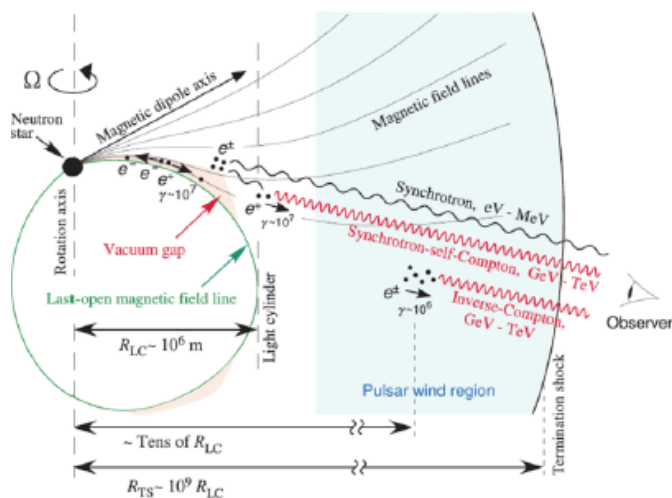 Ω
Neutron
star
Magnetic dipole axis
Magnetic field lines
e⁻ e⁻ e⁺
γ~10⁷
e±
e⁺
γ~10⁷
Synchrotron, eV - MeV
Synchrotron-self-Compton, GeV - TeV
Vacuum gap
Rotation axis
Last-open magnetic field line
Light cylinder
e±
γ~10⁶
Inverse-Compton,
GeV - TeV
Observer
R_LC ~ 10⁶ m
Pulsar wind region
Termination shock
~ Tens of R_LC
R_TS ~ 10⁹ R_LC